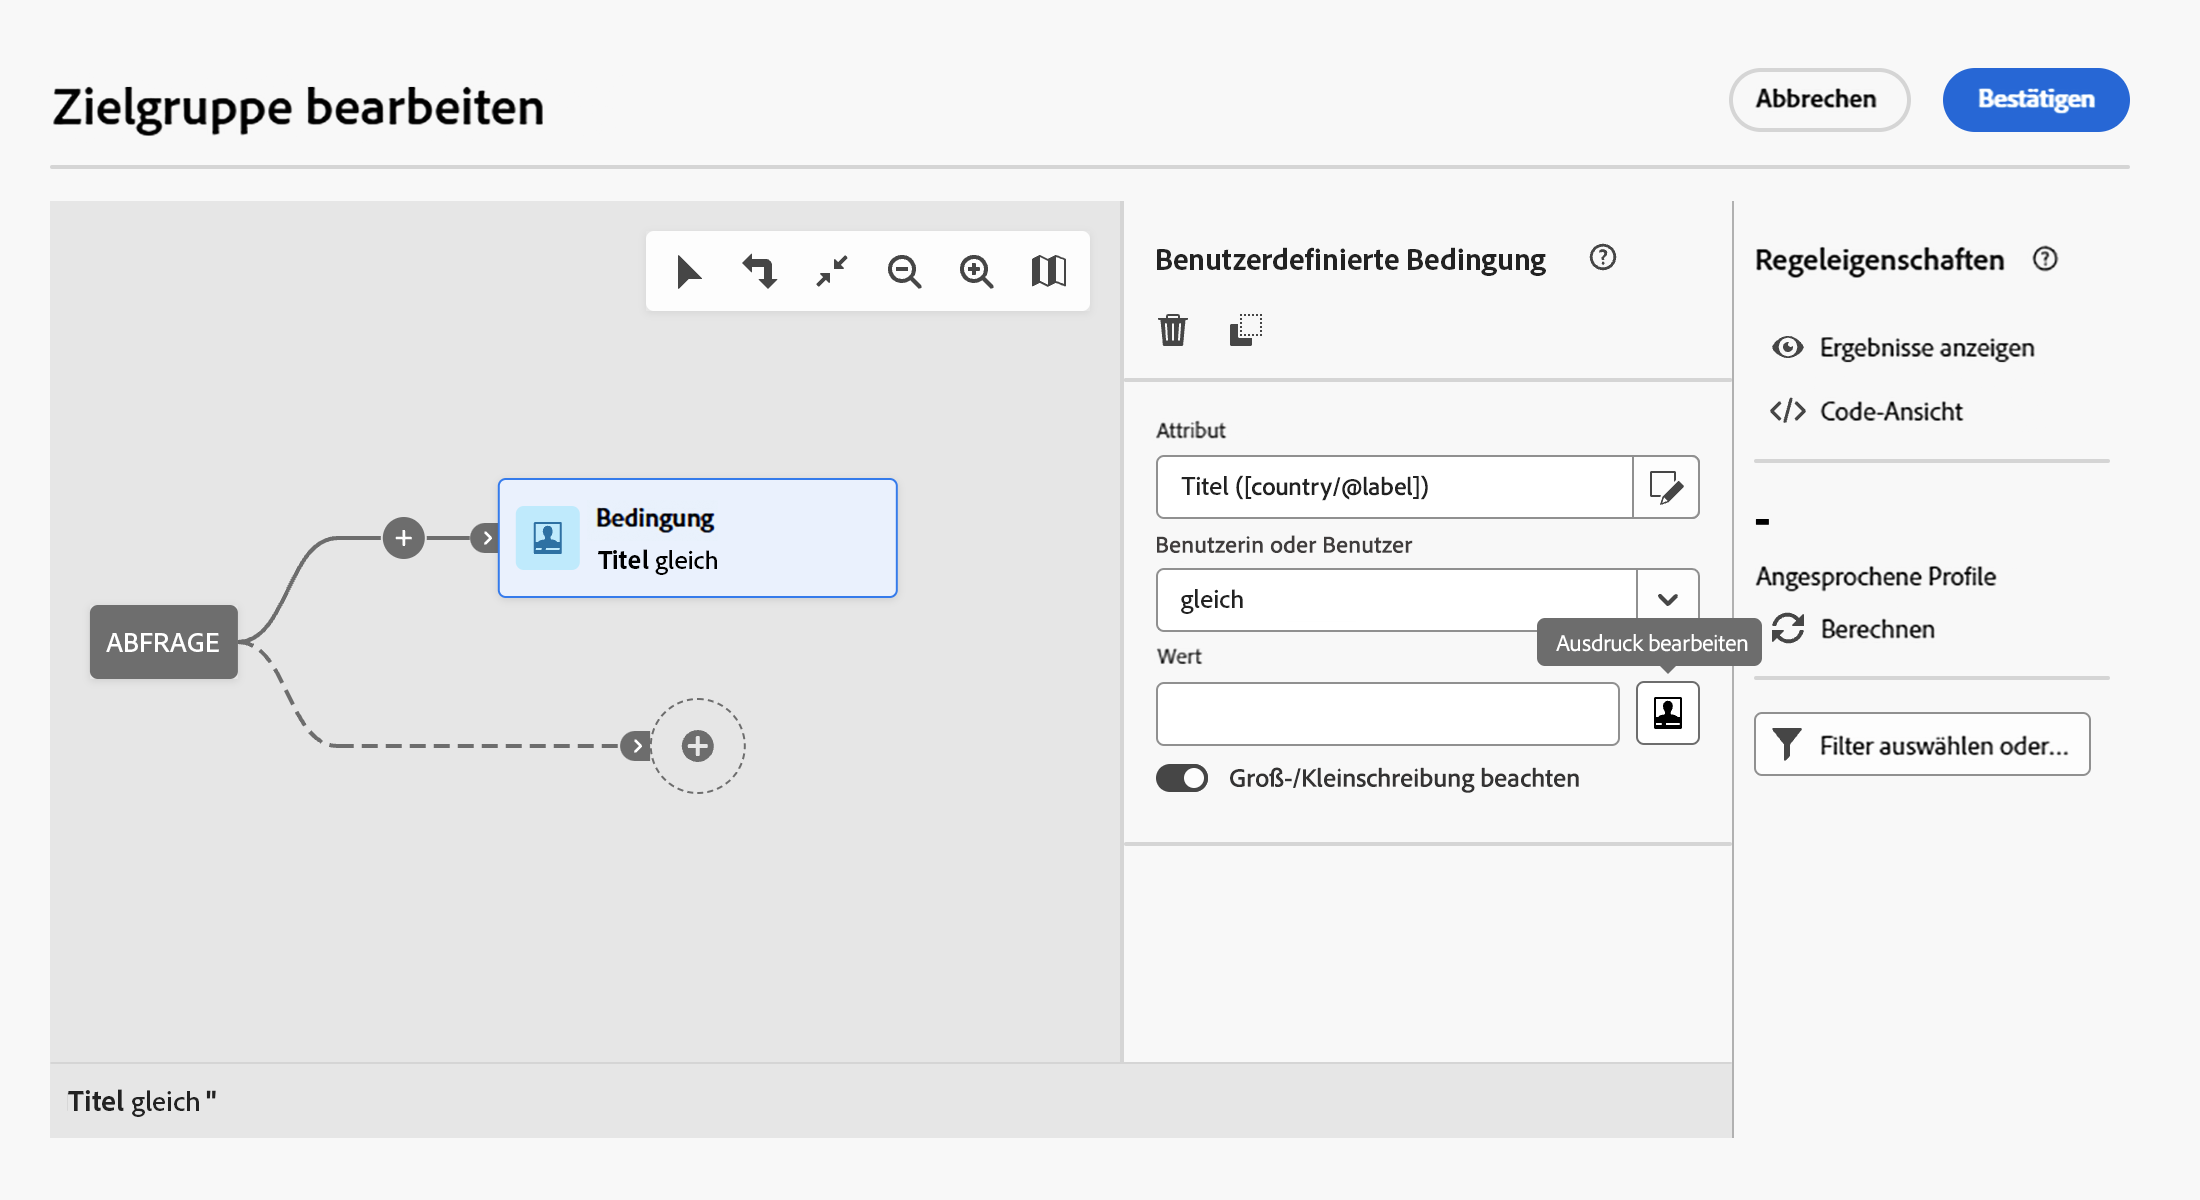 Zielgruppe bearbeiten
Abbrechen
Bestätigen
ABFRAGE
Bedingung
Titel gleich
Titel gleich "
Benutzerdefinierte Bedingung
Attribut
Titel ([country/@label])
Benutzerin oder Benutzer
gleich
Ausdruck bearbeiten
Wert
Groß-/Kleinschreibung beachten
Regeleigenschaften
Ergebnisse anzeigen
Code-Ansicht
-
Angesprochene Profile
Berechnen
Filter auswählen oder...